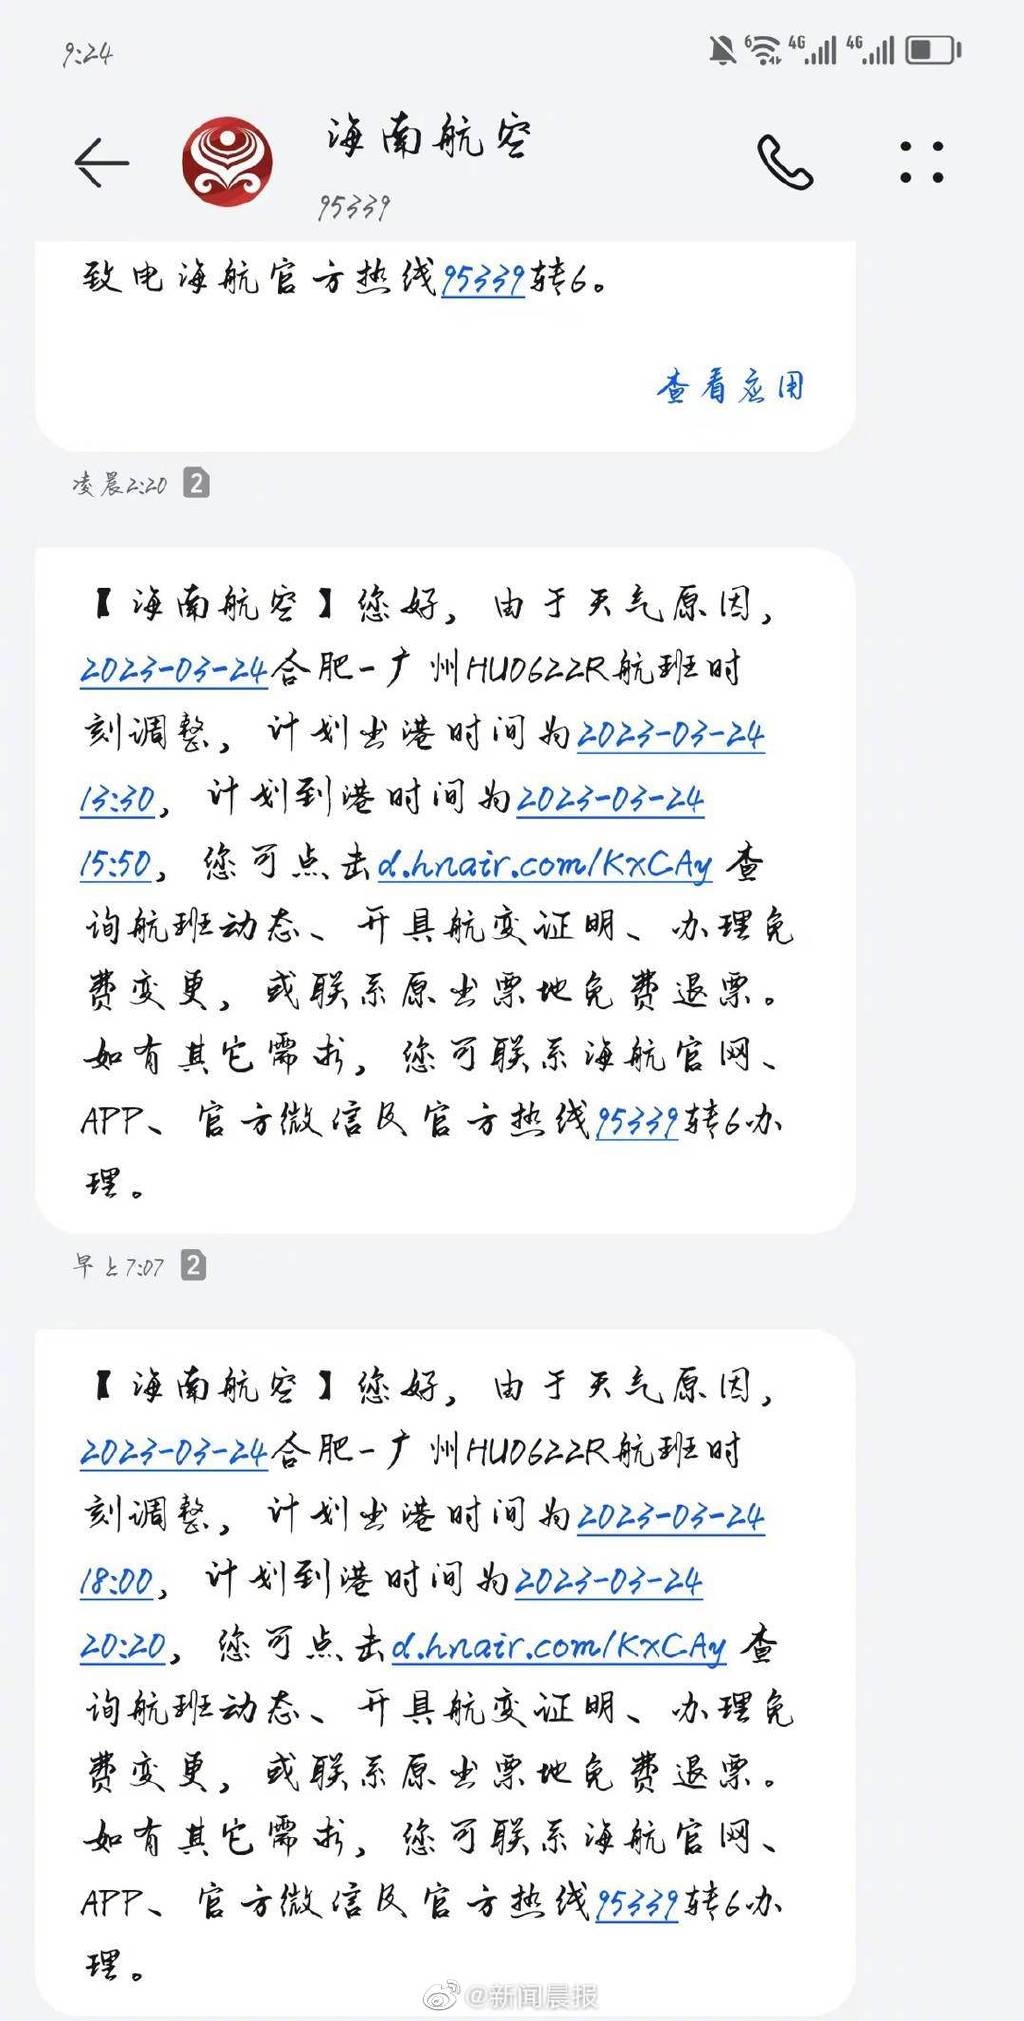 9:24
6 4G 4G
海南航空
95339
致电海航官方热线95339转6。
查看应用
凌晨2:20 2
【海南航空】您好，由于天气原因，
2023-03-24合肥-广州HU0622R航班时
刻调整，计划出港时间为2023-03-24
13:30，计划到港时间为2023-03-24
15:50，您可点击d.hnair.com/KxCAy 查
询航班动态、开具航变证明、办理免
费变更，或联系原出票地免费退票。
如有其它需求，您可联系海航官网、
APP、官方微信及官方热线95339转6办
理。
早上7:07 2
【海南航空】您好，由于天气原因，
2023-03-24合肥-广州HU0622R航班时
刻调整，计划出港时间为2023-03-24
18:00，计划到港时间为2023-03-24
20:20，您可点击d.hnair.com/KxCAy 查
询航班动态、开具航变证明、办理免
费变更，或联系原出票地免费退票。
如有其它需求，您可联系海航官网、
APP、官方微信及官方热线95339转6办
理。
@新闻晨报